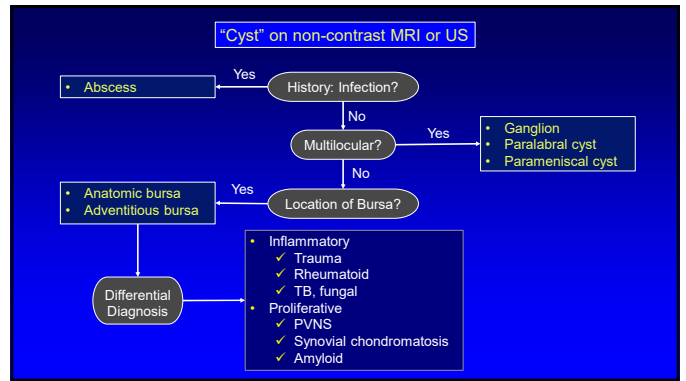 “Cyst” on non-contrast MRI or US
Yes
• Abscess
History: Infection?
No
Multilocular?
Yes
• Ganglion
• Paralabral cyst
• Parameniscal cyst
No
• Anatomic bursa
• Adventitious bursa
Yes
Location of Bursa?
Differential
Diagnosis
• Inflammatory
✓ Trauma
✓ Rheumatoid
✓ TB, fungal
• Proliferative
✓ PVNS
✓ Synovial chondromatosis
✓ Amyloid